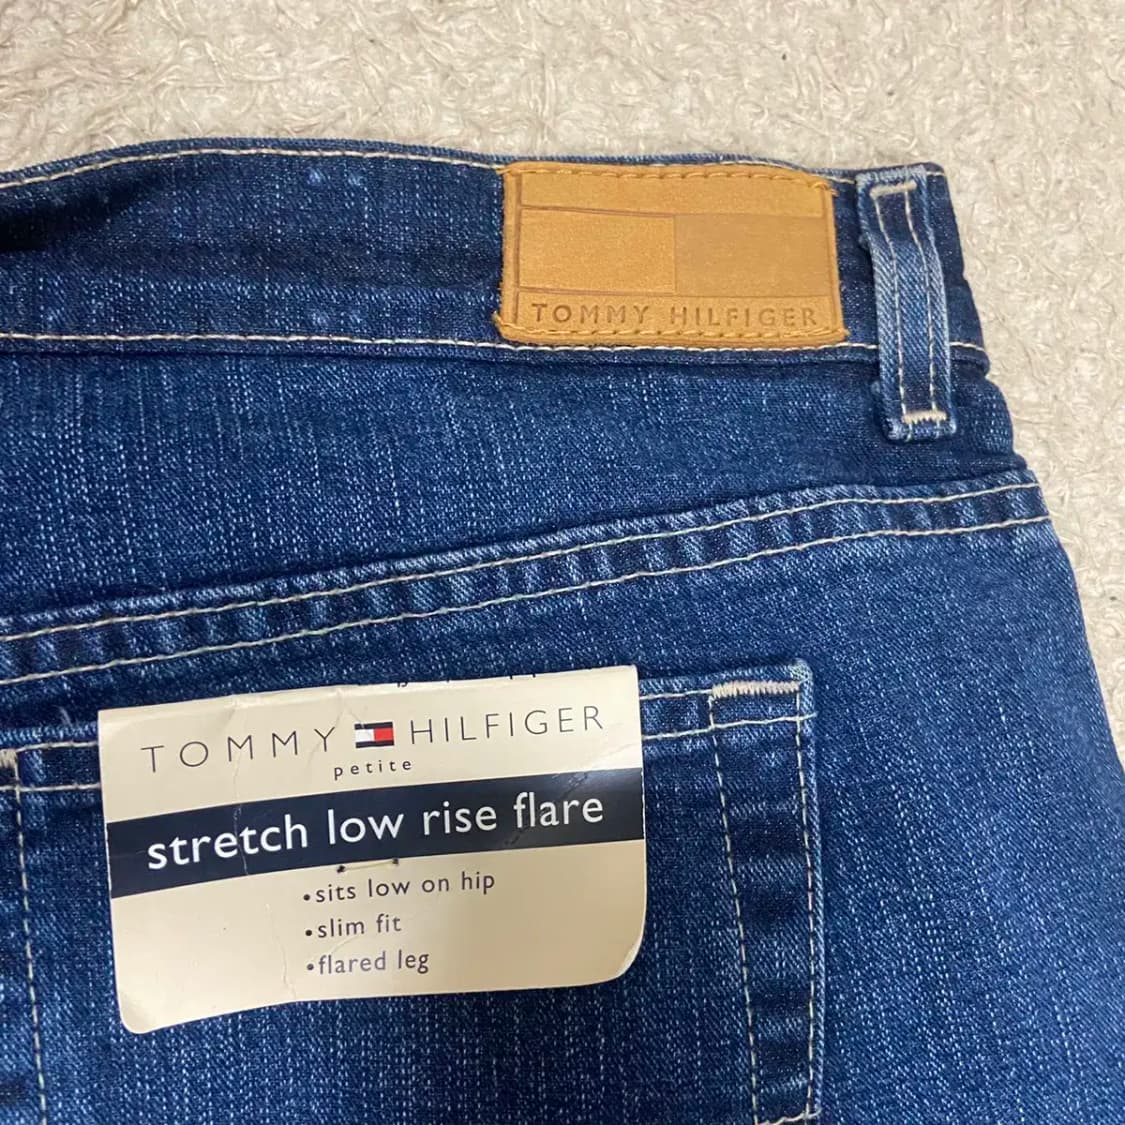 TOMMY HILFIGER
TOMMY HILFIGER
petite
stretch low rise flare
•sits low on hip
•slim fit
•flared leg